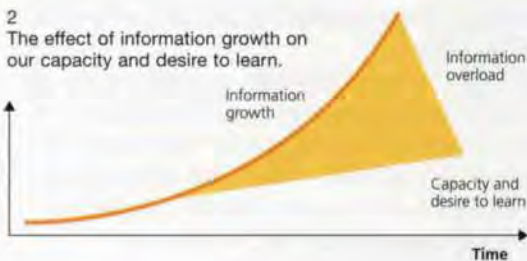 2
The effect of information growth on
our capacity and desire to learn.
Information
growth
Information
overload
Capacity and
desire to learn
Time